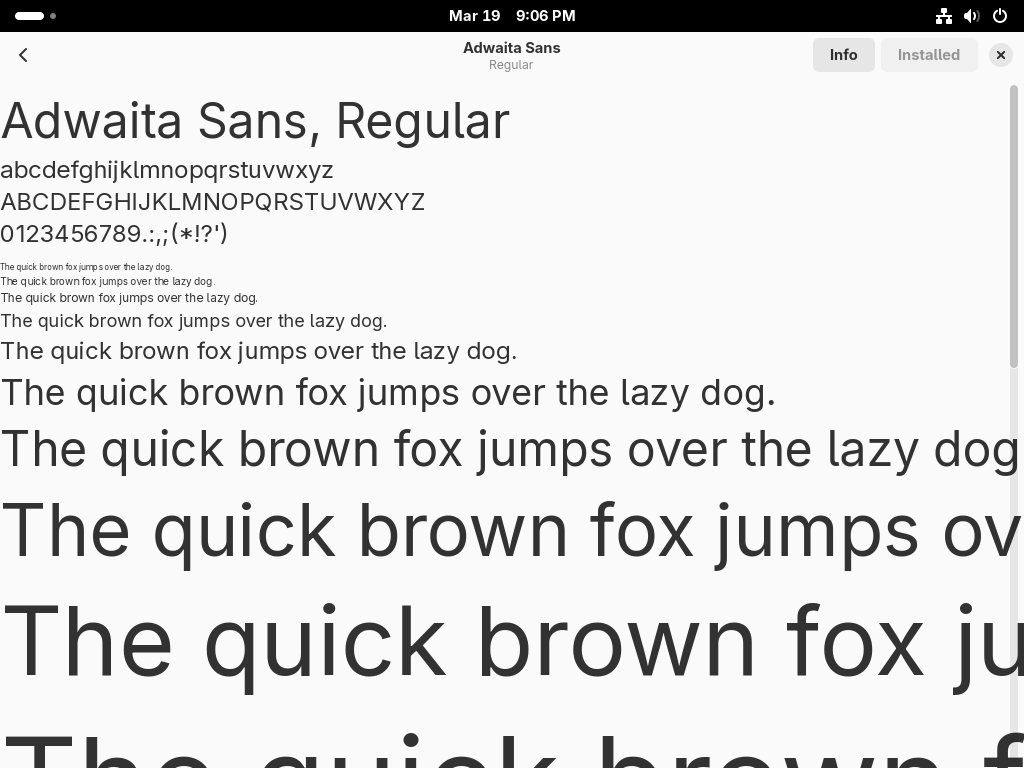 Mar 19 9:06 PM
Adwaita Sans
Regular
Info
Installed
Adwaita Sans, Regular
abcdefghijklmnopqrstuvwxyz
ABCDEFGHIJKLMNOPQRSTUVWXYZ
0123456789.:,;(*!?')
The quick brown fox jumps over the lazy dog.
The quick brown fox jumps over the lazy dog.
The quick brown fox jumps over the lazy dog.
The quick brown fox jumps over the lazy dog.
The quick brown fox jumps over the lazy dog.
The quick brown fox jumps over the lazy dog.
The quick brown fox jumps over the lazy dog
The quick brown fox jumps ov
The quick brown fox ju
The quick brown f